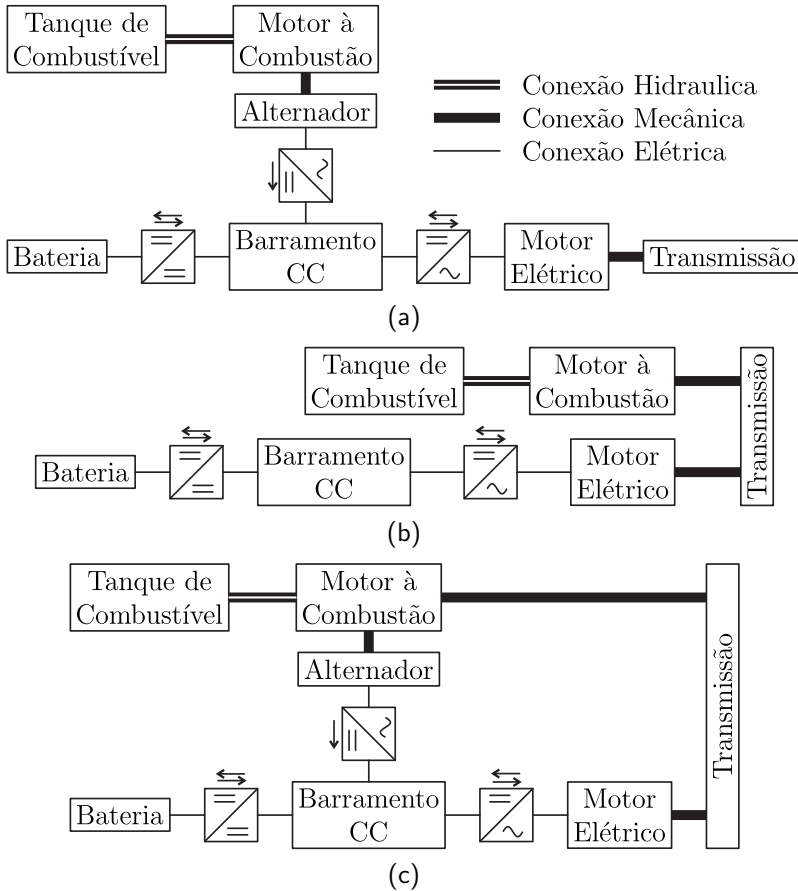 Tanque de
Combustível
Motor à
Combustão
Alternador
Conexão Hidraulica
Conexão Mecânica
Conexão Elétrica
Bateria
Barramento
CC
Motor
Elétrico
Transmissão
(a)
Tanque de
Combustível
Motor à
Combustão
Transmissão
Bateria
Barramento
CC
Motor
Elétrico
(b)
Tanque de
Combustível
Motor à
Combustão
Alternador
Transmissão
Bateria
Barramento
CC
Motor
Elétrico
(c)